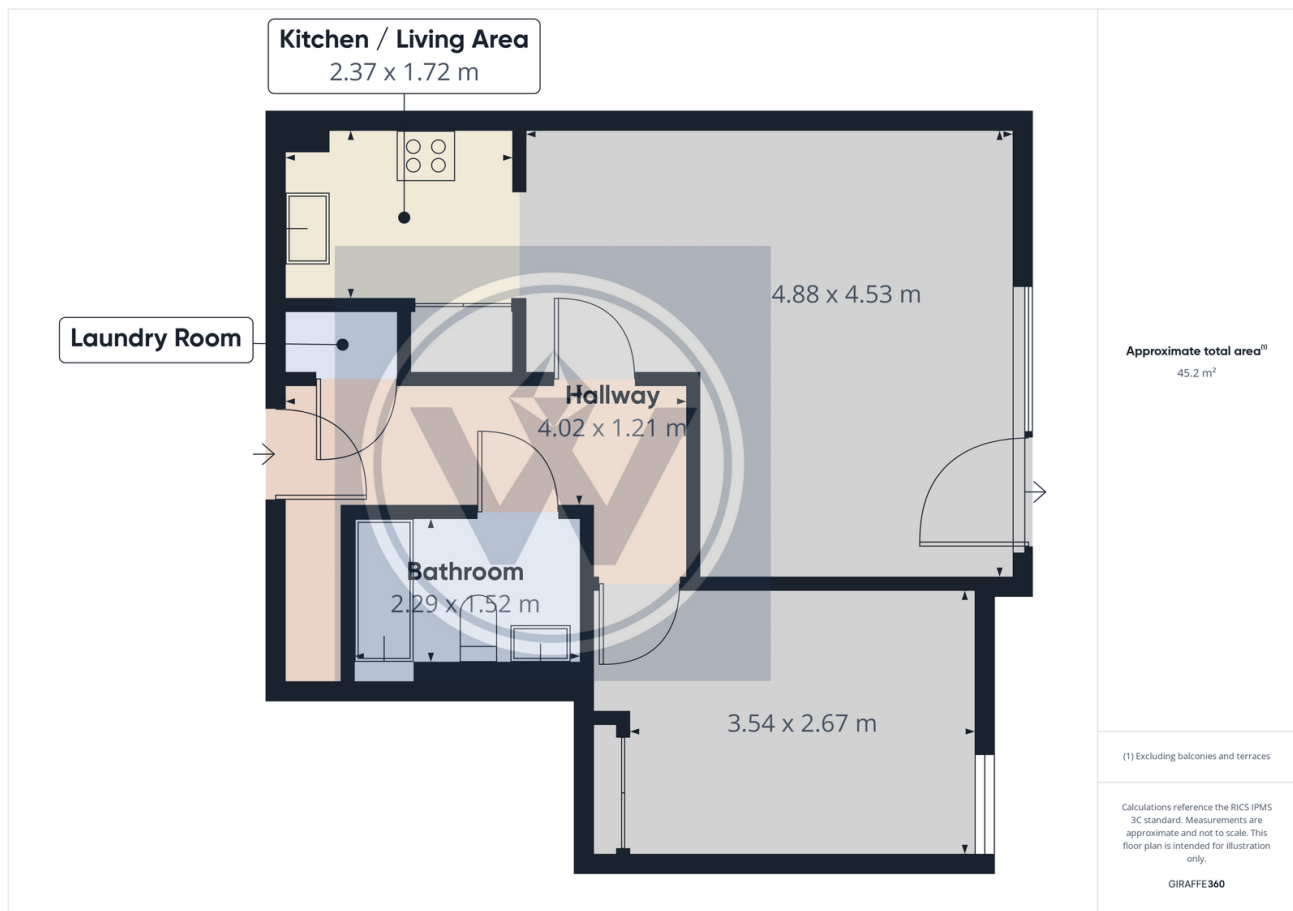 Kitchen / Living Area
2.37 x 1.72 m
4.88 x 4.53 m
Laundry Room
Hallway
4.02 x 1.21 m
Bathroom
2.29 x 1.52 m
3.54 x 2.67 m
W
Approximate total area(1)
45.2 m²
(1) Excluding balconies and terraces
Calculations reference the RICS IPMS
3C standard. Measurements are
approximate and not to scale. This
floor plan is intended for illustration
only.
GIRAFFE360